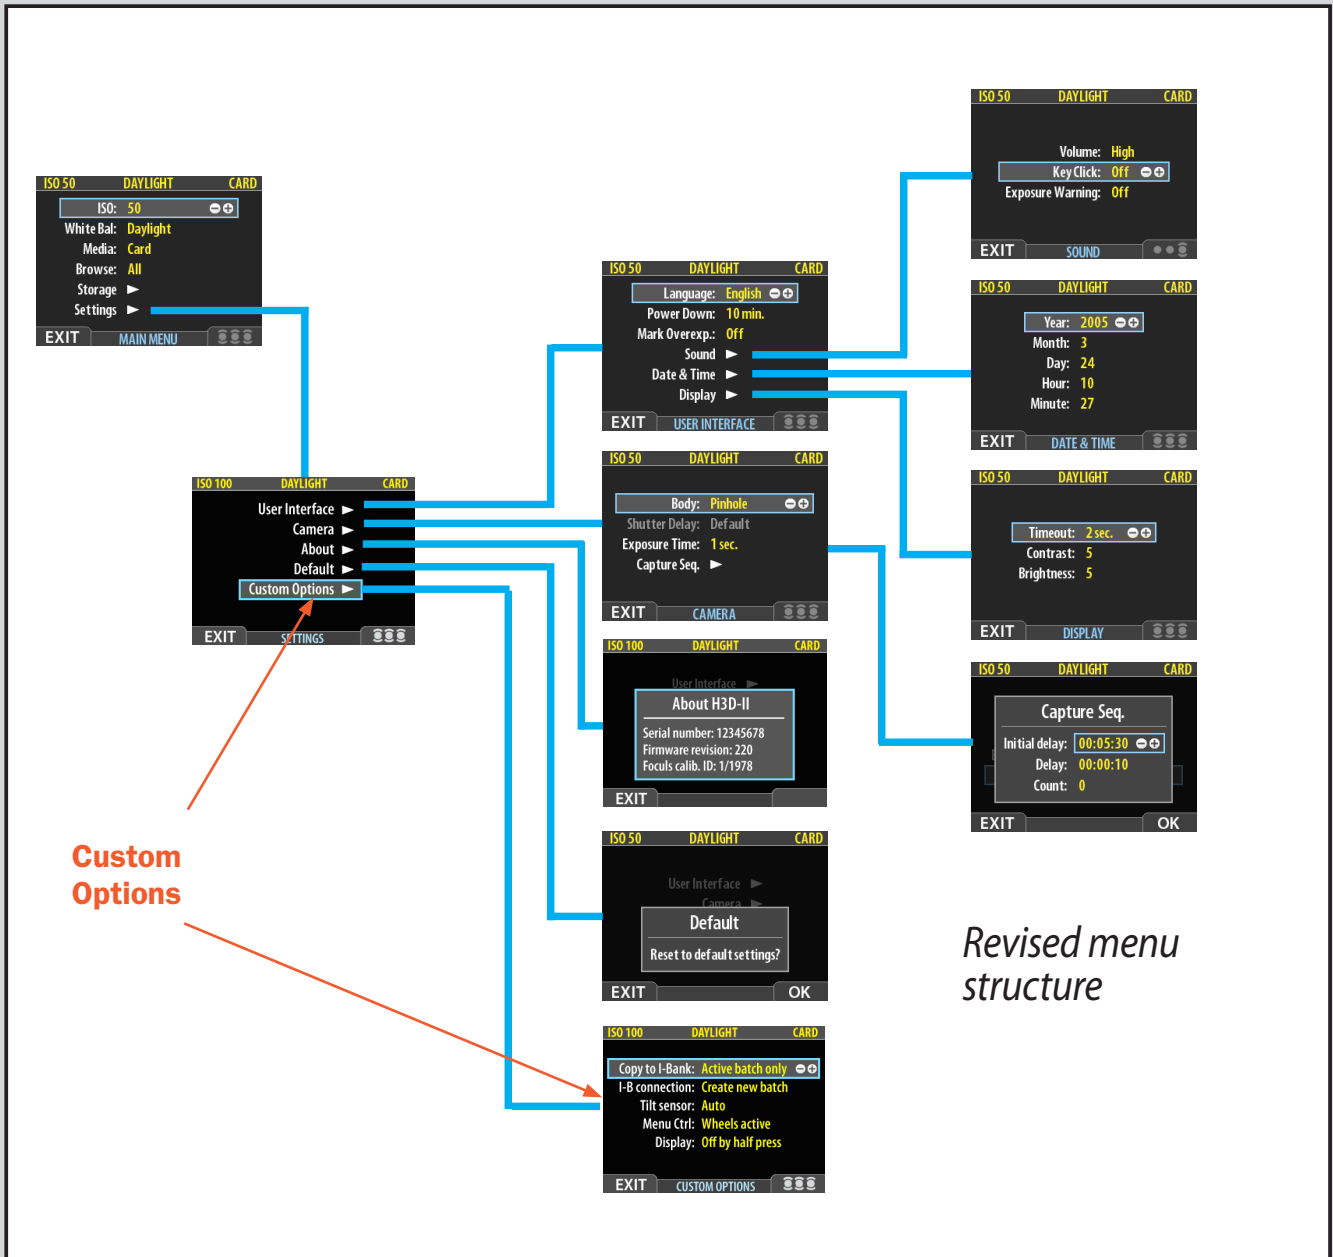 ISO 50 DAYLIGHT CARD
ISO: 50
White Bal: Daylight
Media: Card
Browse: All
Storage
Settings
EXIT MAIN MENU
ISO 100 DAYLIGHT CARD
User Interface
Camera
About
Default
Custom Options
EXIT SETTINGS
Custom
Options
ISO 50 DAYLIGHT CARD
Language: English
Power Down: 10 min.
Mark Overexp.: Off
Sound
Date & Time
Display
EXIT USER INTERFACE
ISO 50 DAYLIGHT CARD
Body: Pinhole
Shutter Delay: Default
Exposure Time: 1 sec.
Capture Seq.
EXIT CAMERA
ISO 100 DAYLIGHT CARD
User Interface
About H3D-II
Serial number: 12345678
Firmware revision: 220
Foculs calib. ID: 1/1978
EXIT
ISO 50 DAYLIGHT CARD
User Interface
Camera
Default
Reset to default settings?
EXIT OK
ISO 100 DAYLIGHT CARD
Copy to I-Bank: Active batch only
I-B connection: Create new batch
Tilt sensor: Auto
Menu Ctrl: Wheels active
Display: Off by half press
EXIT CUSTOM OPTIONS
ISO 50 DAYLIGHT CARD
Volume: High
Key Click: Off
Exposure Warning: Off
EXIT SOUND
ISO 50 DAYLIGHT CARD
Year: 2005
Month: 3
Day: 24
Hour: 10
Minute: 27
EXIT DATE & TIME
ISO 50 DAYLIGHT CARD
Timeout: 2 sec.
Contrast: 5
Brightness: 5
EXIT DISPLAY
ISO 50 DAYLIGHT CARD
Capture Seq.
Initial delay: 00:05:30
Delay: 00:00:10
Count: 0
EXIT OK
Revised menu
structure